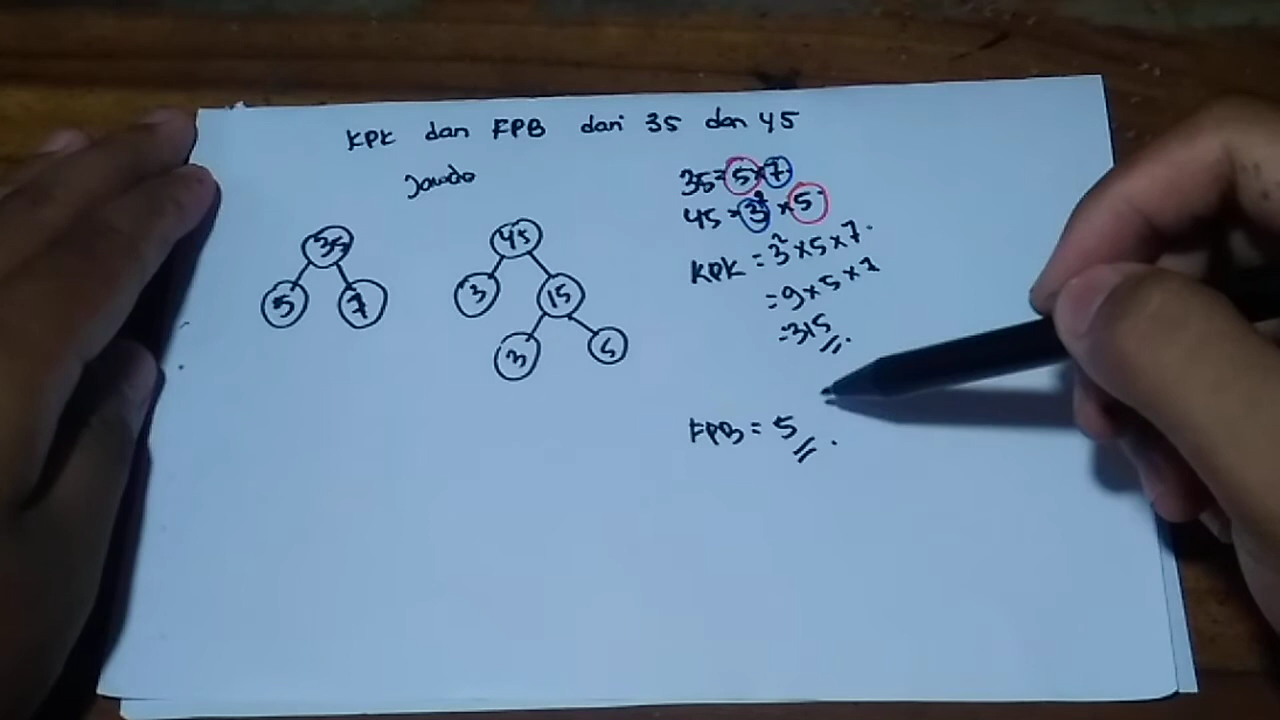 KPK dan FPB dari 35 dan 45
Jawab
35
5 7
45
3 15
3 5
35 = 5 x 7
45 = 3² x 5
KPK = 3² x 5 x 7
= 9 x 5 x 7
= 315
FPB = 5